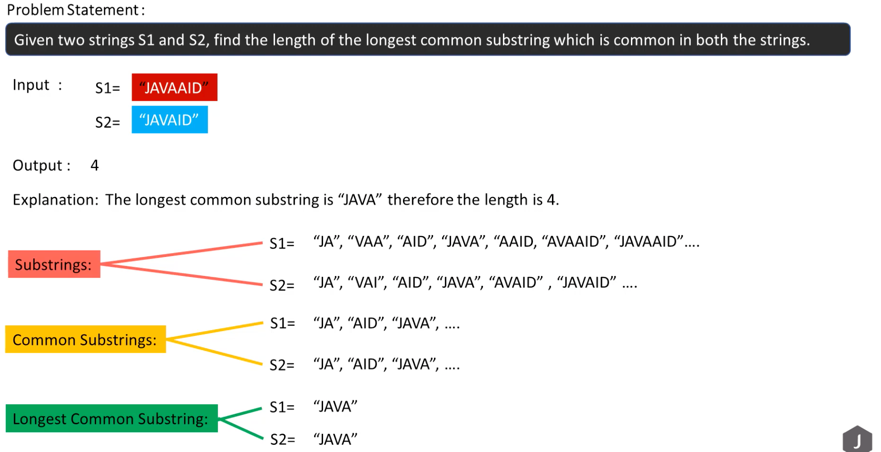 Problem Statement :
Given two strings S1 and S2, find the length of the longest common substring which is common in both the strings.
Input :
S1= “JAVAAID”
S2= “JAVAID”
Output : 4
Explanation: The longest common substring is “JAVA” therefore the length is 4.
Substrings:
S1= “JA”, “VAA”, “AID”, “JAVA”, “AAID, “AVAAID”, “JAVAAID”....
S2= “JA”, “VAI”, “AID”, “JAVA”, “AVAID” , “JAVAID” ....
Common Substrings:
S1= “JA”, “AID”, “JAVA”, ....
S2= “JA”, “AID”, “JAVA”, ....
Longest Common Substring:
S1= “JAVA”
S2= “JAVA”
J